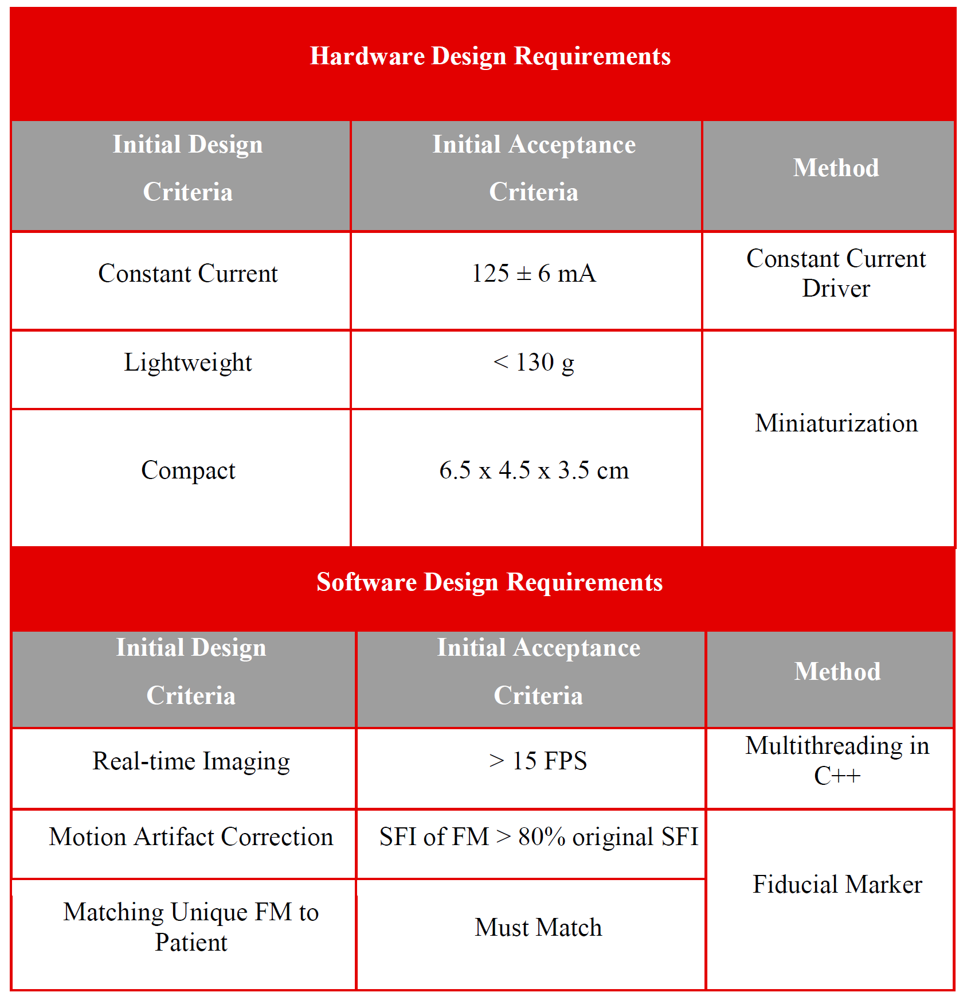 Hardware Design Requirements
Initial Design
Criteria
Initial Acceptance
Criteria
Method
Constant Current
125 ± 6 mA
Constant Current
Driver
Lightweight
< 130 g
Miniaturization
Compact
6.5 x 4.5 x 3.5 cm
Software Design Requirements
Initial Design
Criteria
Initial Acceptance
Criteria
Method
Real-time Imaging
> 15 FPS
Multithreading in
C++
Motion Artifact Correction
SFI of FM > 80% original SFI
Fiducial Marker
Matching Unique FM to
Patient
Must Match